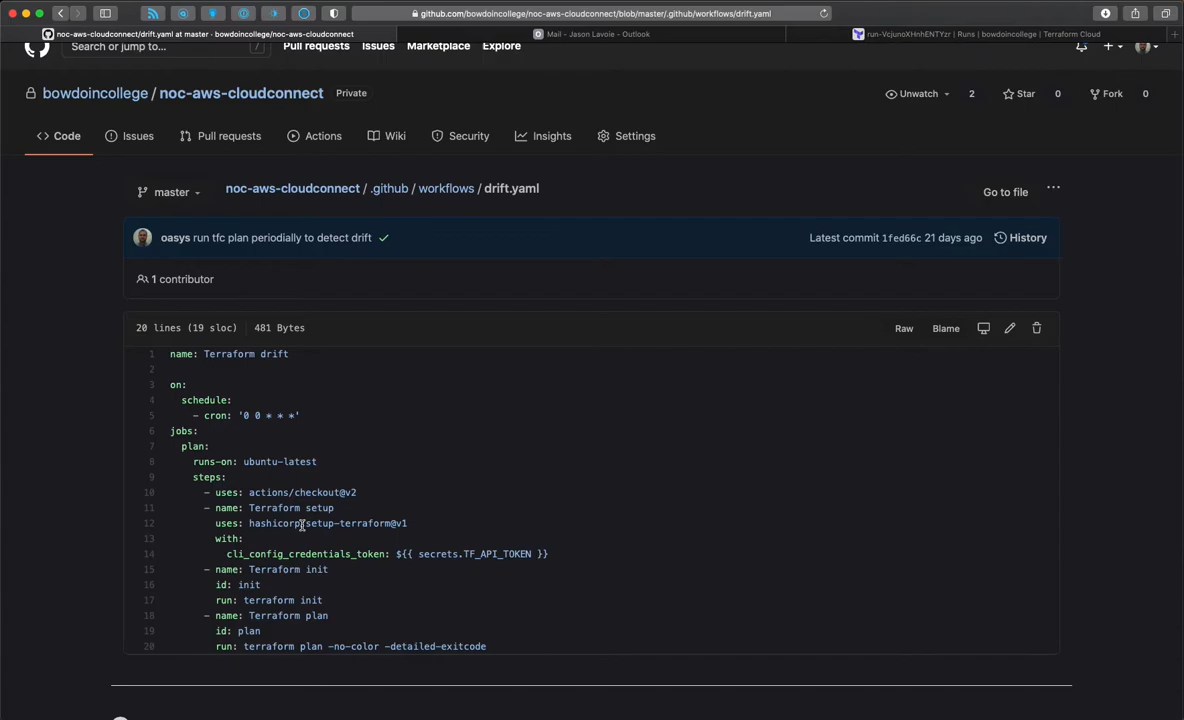 github.com/bowdoincollege/noc-aws-cloudconnect/blob/master/.github/workflows/drift.yaml
noc-aws-cloudconnect/drift.yaml at master · bowdoincollege/noc-aws-cloudconnect
Mail - Jason Lavoie - Outlook
run-VcjunoXHnhENTYzr | Runs | bowdoincollege | Terraform Cloud
Search or jump to...
/
Pull requests
Issues
Marketplace
Explore
bowdoincollege / noc-aws-cloudconnect
Private
Unwatch
2
Star
0
Fork
0
Code
Issues
Pull requests
Actions
Wiki
Security
Insights
Settings
master
noc-aws-cloudconnect / .github / workflows / drift.yaml
Go to file
...
oasys run tfc plan periodially to detect drift
Latest commit 1fed66c 21 days ago
History
1 contributor
20 lines (19 sloc)
481 Bytes
Raw
Blame
1 name: Terraform drift
2
3 on:
4 schedule:
5 - cron: '0 0 * * *'
6 jobs:
7 plan:
8 runs-on: ubuntu-latest
9 steps:
10 - uses: actions/checkout@v2
11 - name: Terraform setup
12 uses: hashicorp/setup-terraform@v1
13 with:
14 cli_config_credentials_token: ${{ secrets.TF_API_TOKEN }}
15 - name: Terraform init
16 id: init
17 run: terraform init
18 - name: Terraform plan
19 id: plan
20 run: terraform plan -no-color -detailed-exitcode